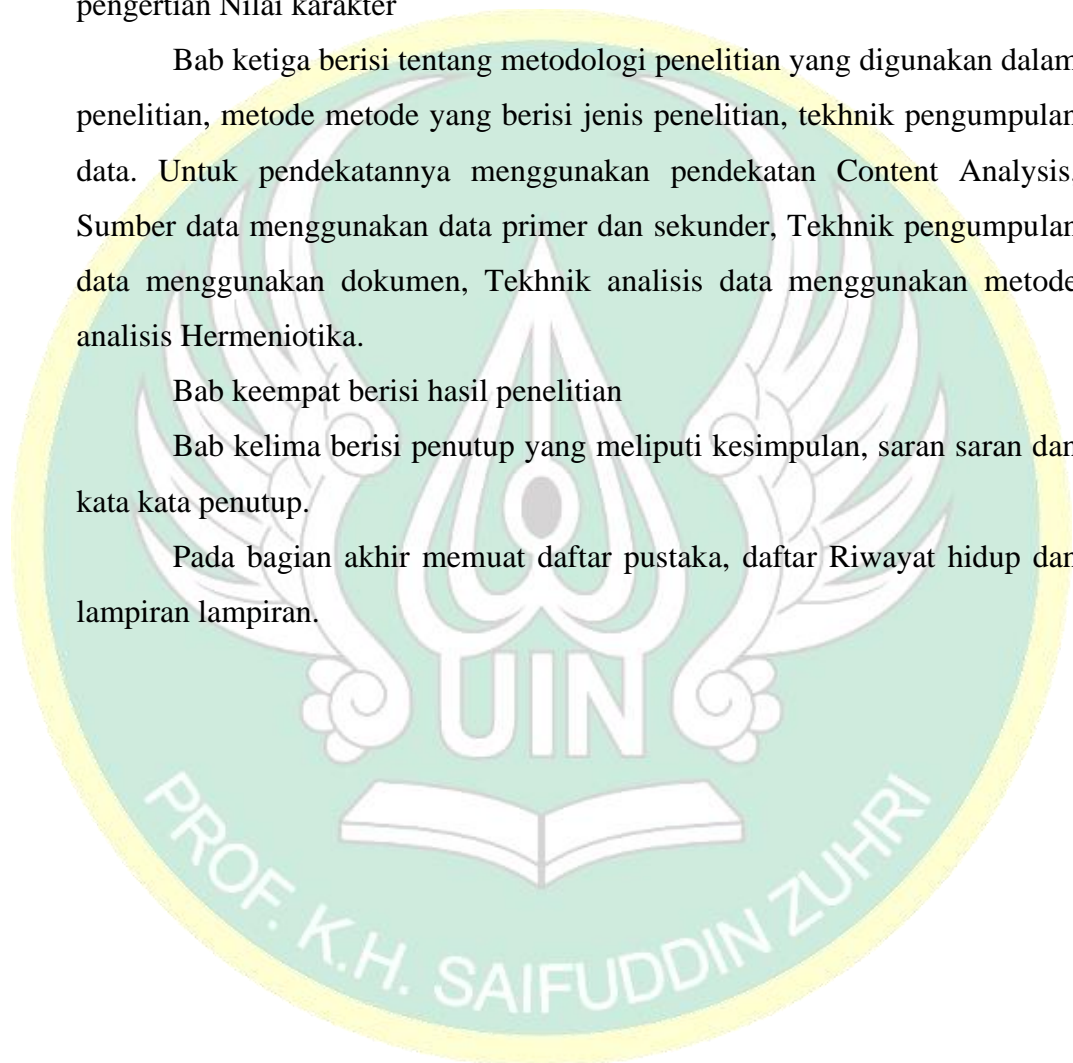 pengertian Nilai karakter
Bab ketiga berisi tentang metodologi penelitian yang digunakan dalam
penelitian, metode metode yang berisi jenis penelitian, tekhnik pengumpulan
data. Untuk pendekatannya menggunakan pendekatan Content Analysis.
Sumber data menggunakan data primer dan sekunder, Tekhnik pengumpulan
data menggunakan dokumen, Tekhnik analisis data menggunakan metode
analisis Hermeniotika.
Bab keempat berisi hasil penelitian
Bab kelima berisi penutup yang meliputi kesimpulan, saran saran dan
kata kata penutup.
Pada bagian akhir memuat daftar pustaka, daftar Riwayat hidup dan
lampiran lampiran.
UIN
PROF. K.H. SAIFUDDIN ZUHRI